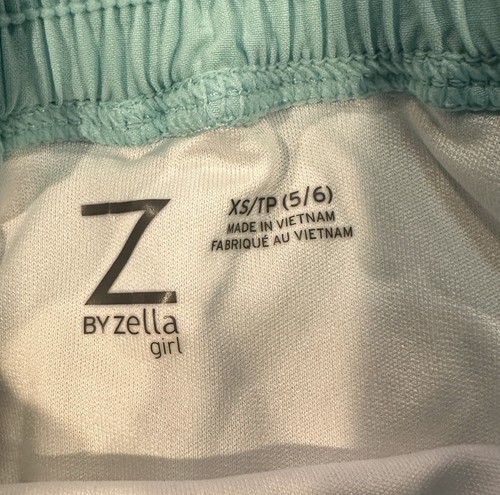 Z
BY zella
girl
XS/TP (5/6)
MADE IN VIETNAM
FABRIQUÉ AU VIETNAM